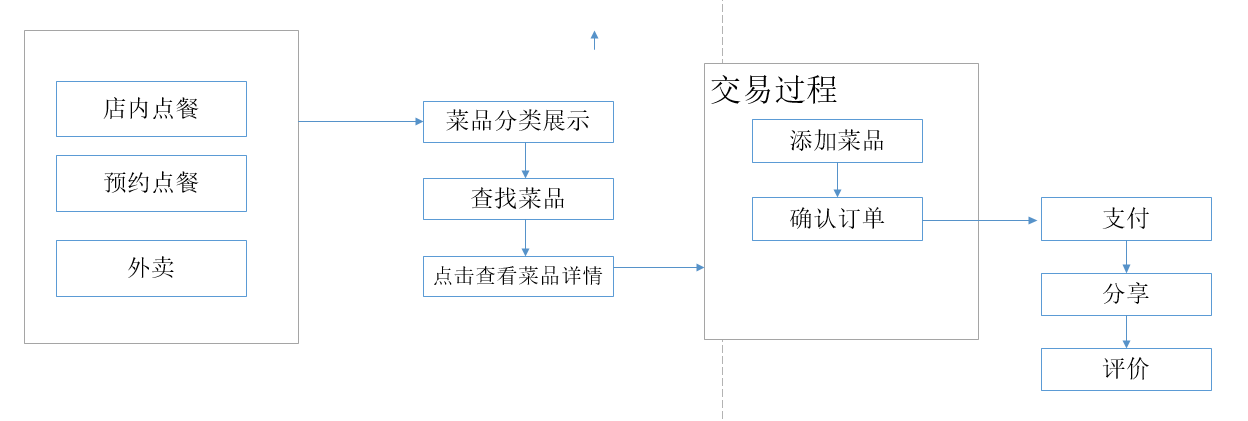 店内点餐
预约点餐
外卖
菜品分类展示
查找菜品
点击查看菜品详情
交易过程
添加菜品
确认订单
支付
分享
评价